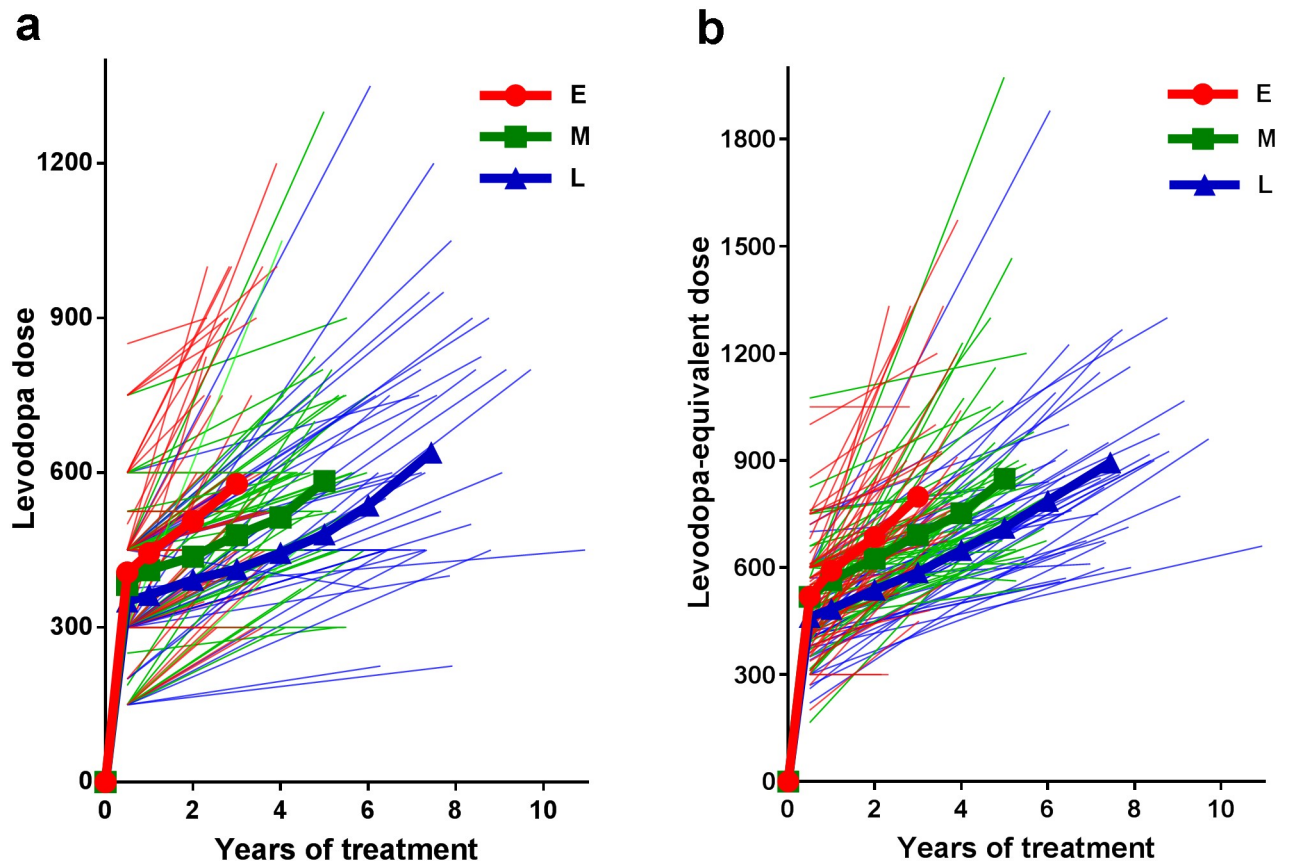 a
E
M
L
Levodopa dose
1200
900
600
300
0
0 2 4 6 8 10
Years of treatment
b
E
M
L
Levodopa-equivalent dose
1800
1500
1200
900
600
300
0
0 2 4 6 8 10
Years of treatment